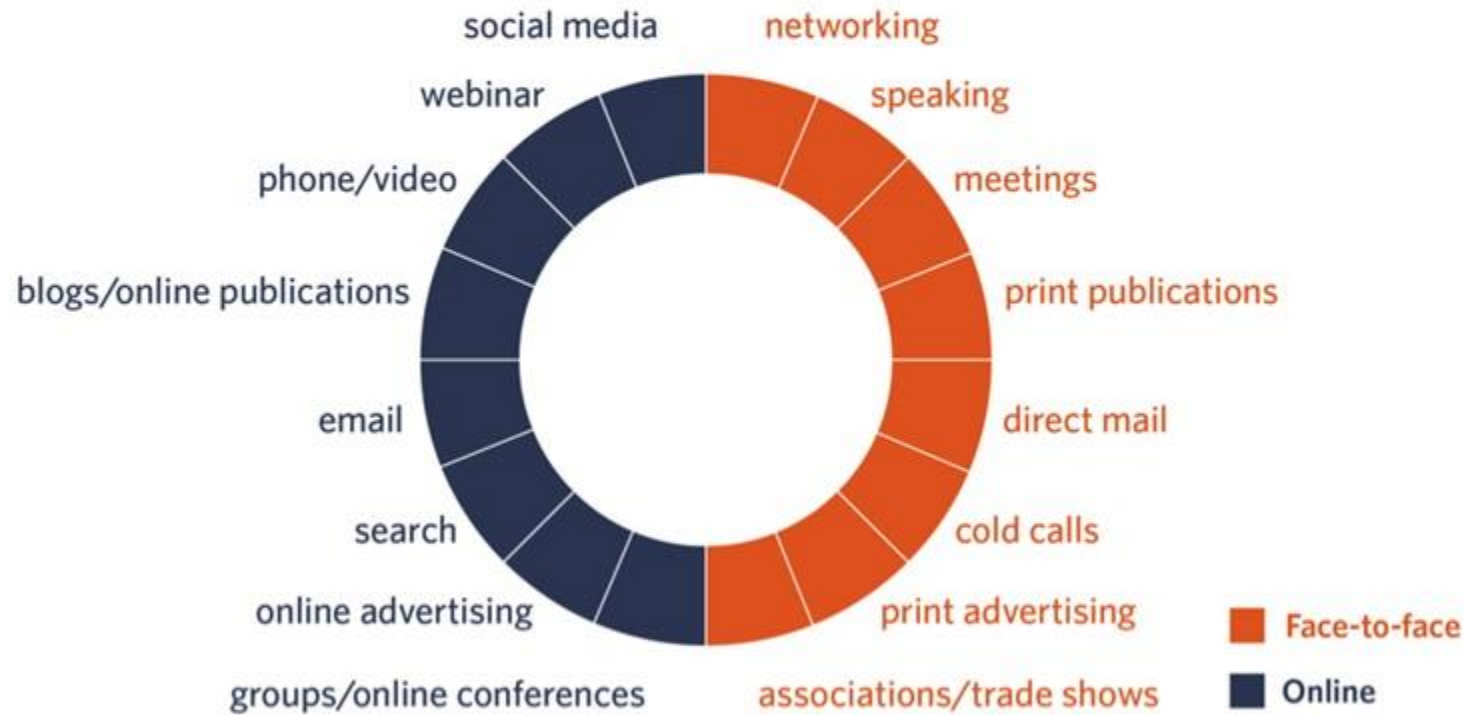 social media
networking
webinar
speaking
phone/video
meetings
blogs/online publications
print publications
email
direct mail
search
cold calls
online advertising
print advertising
Face-to-face
groups/online conferences
associations/trade shows
Online